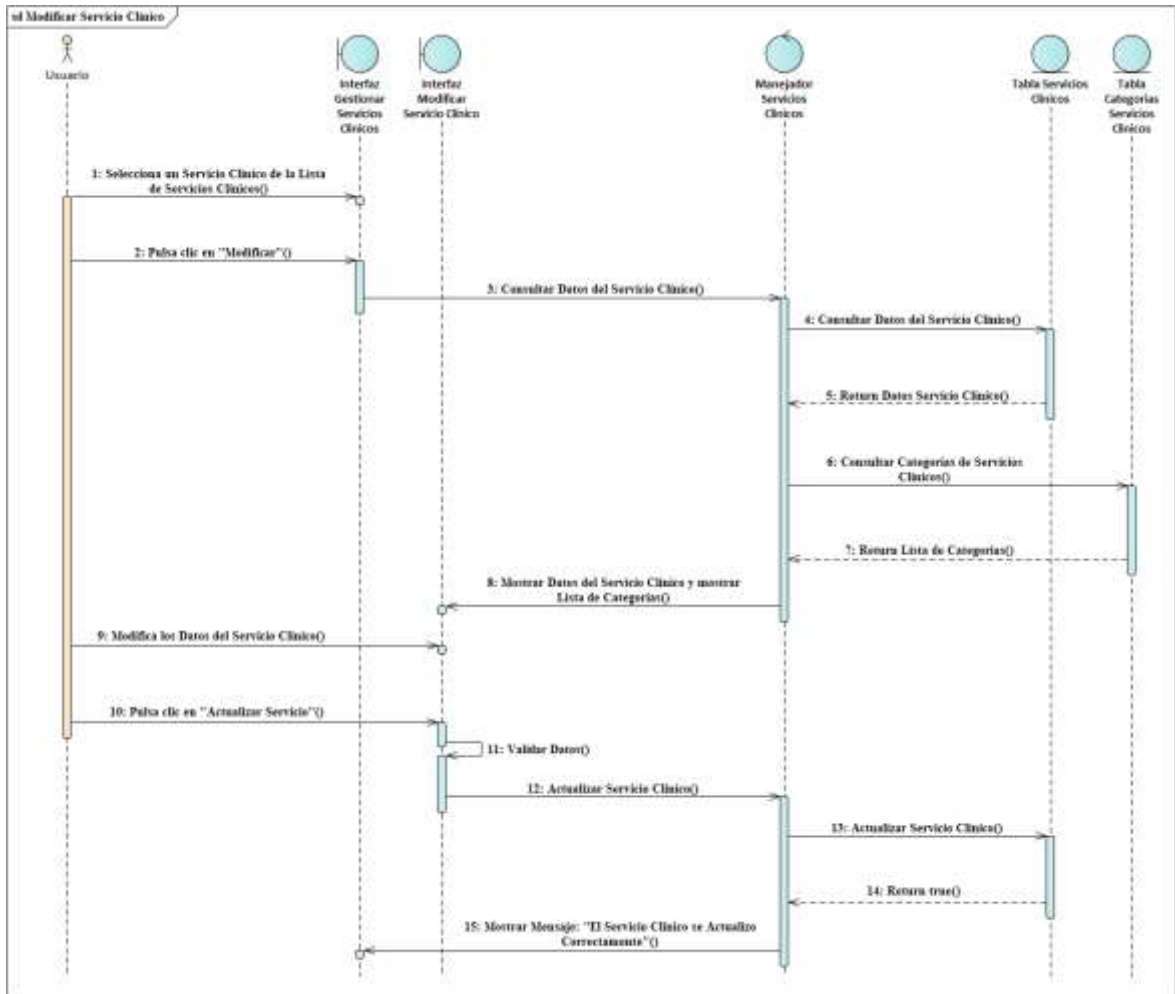 sd Modificar Servicio Clínico
Usuario
Interfaz
Gestionar
Servicios
Clínicos
Interfaz
Modificar
Servicio Clínico
Manejador
Servicios
Clínicos
Tabla Servicios
Clínicos
Tabla
Categorías
Servicios
Clínicos
1: Selecciona un Servicio Clínico de la Lista
de Servicios Clínicos()
2: Pulsa clic en "Modificar"()
3: Consultar Datos del Servicio Clínico()
4: Consultar Datos del Servicio Clínico()
5: Return Datos Servicio Clínico()
6: Consultar Categorías de Servicios
Clínicos()
7: Return Lista de Categorías()
8: Mostrar Datos del Servicio Clínico y mostrar
Lista de Categorías()
9: Modifica los Datos del Servicio Clínico()
10: Pulsa clic en "Actualizar Servicio"()
11: Validar Datos()
12: Actualizar Servicio Clínico()
13: Actualizar Servicio Clínico()
14: Return true()
15: Mostrar Mensaje: "El Servicio Clínico se Actualizo
Correctamente"()